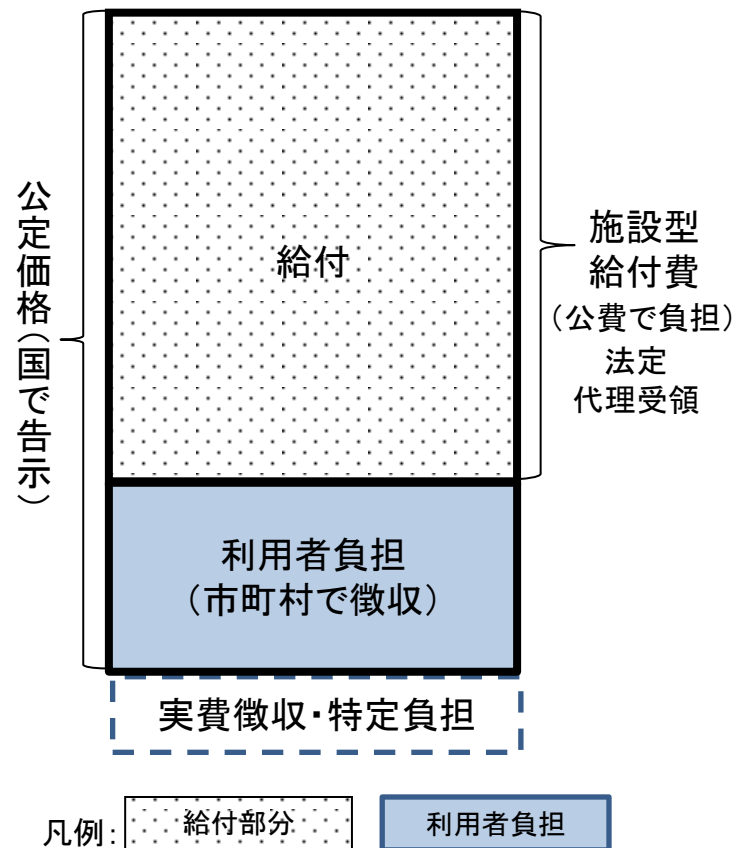 公定価格（国で告示）
給付
施設型
給付費
（公費で負担）
法定
代理受領
利用者負担
（市町村で徴収）
実費徴収・特定負担
凡例:
給付部分
利用者負担